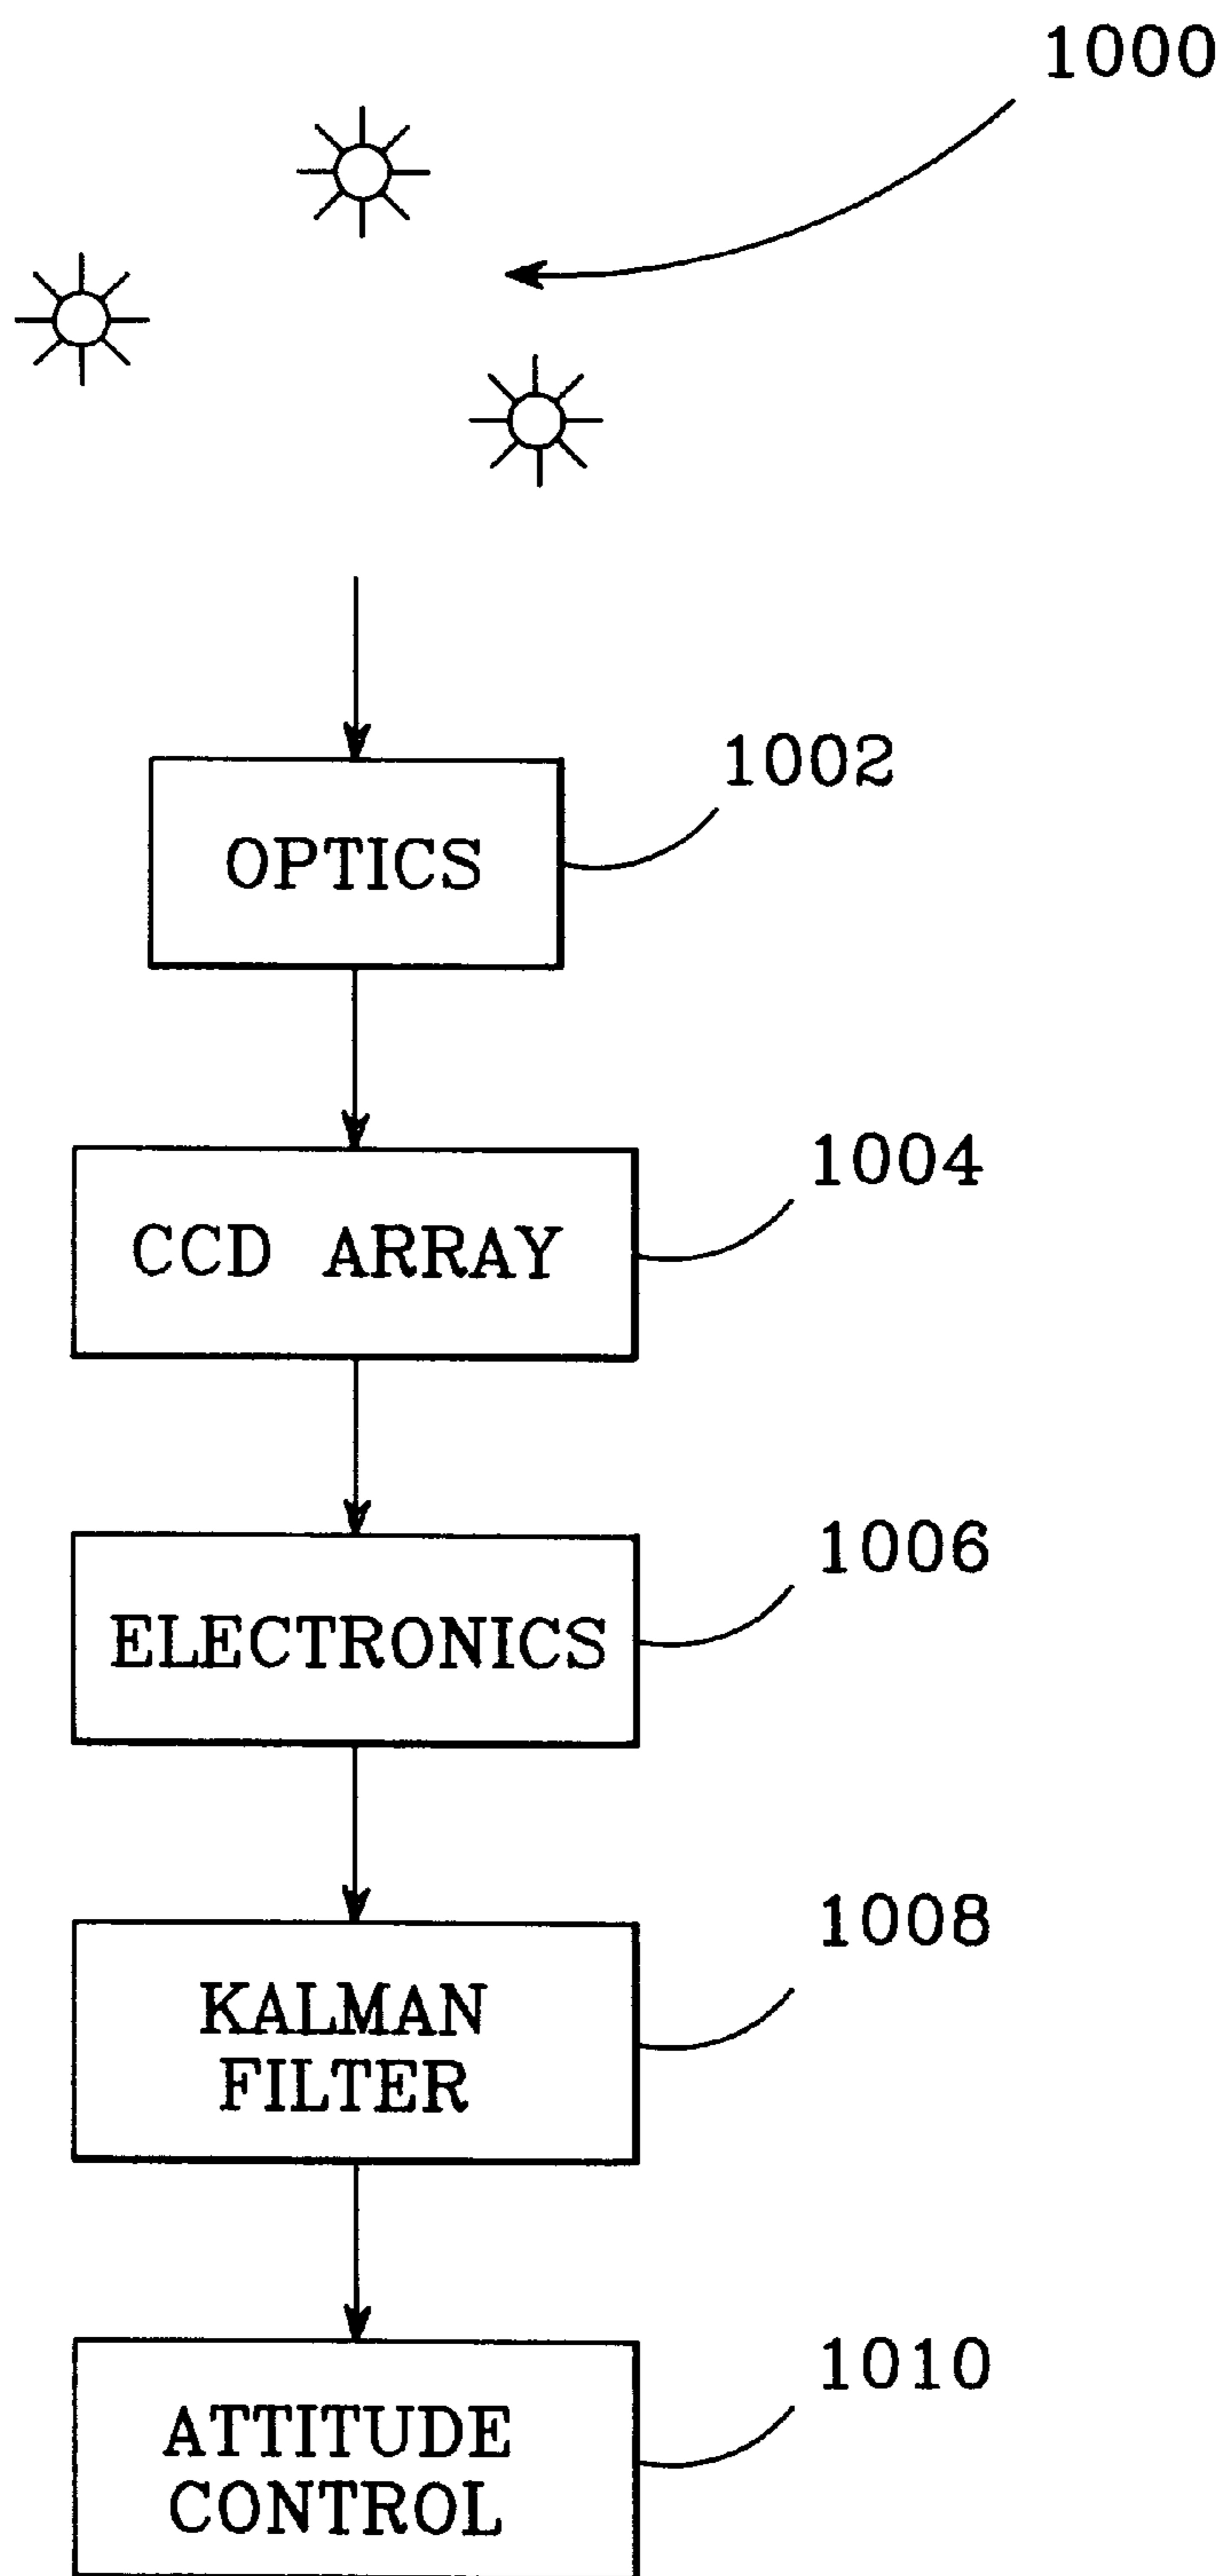 1000
1002
OPTICS
1004
CCD ARRAY
1006
ELECTRONICS
1008
KALMAN
FILTER
1010
ATTITUDE
CONTROL